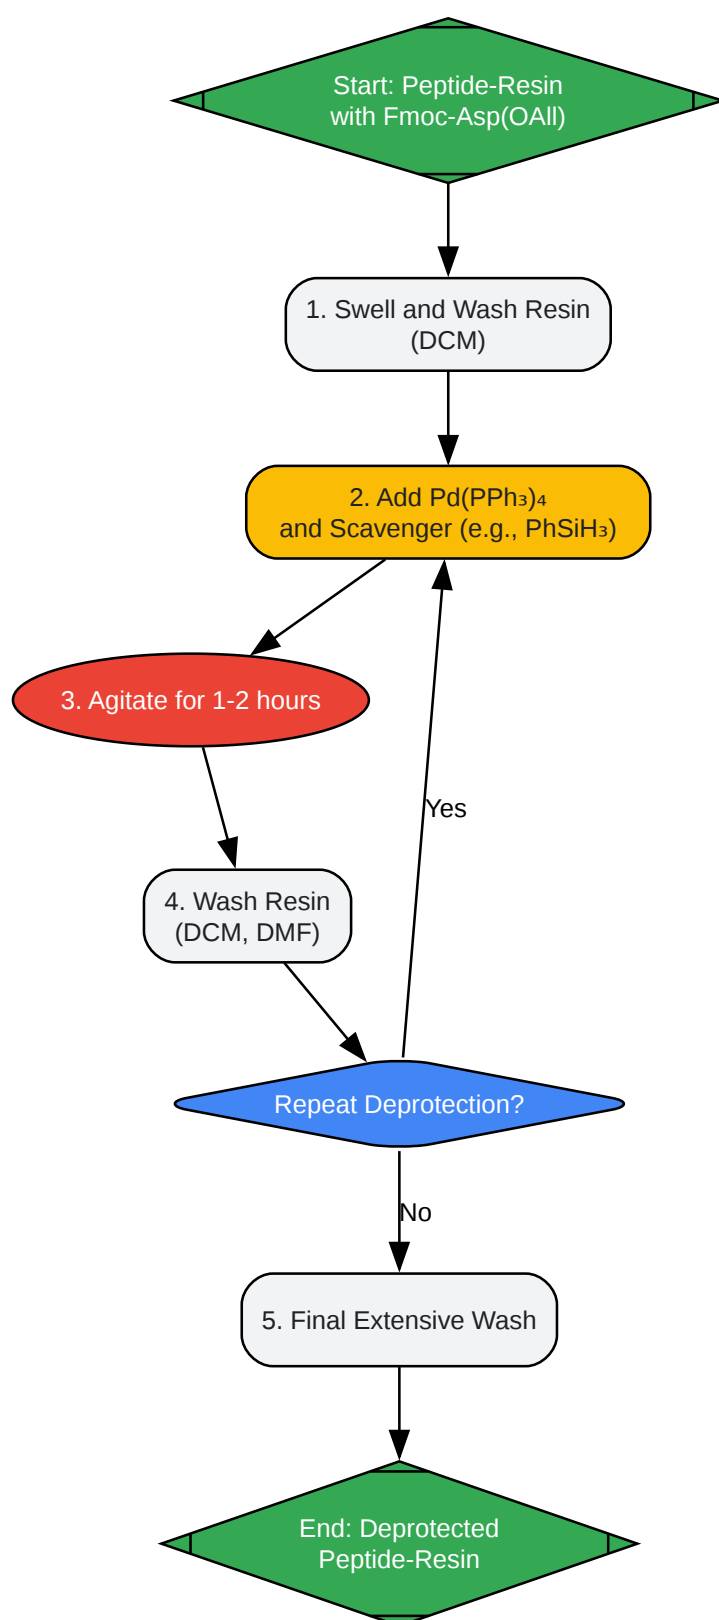 Start: Peptide-Resin
with Fmoc-Asp(OAll)
1. Swell and Wash Resin
(DCM)
2. Add Pd(PPh₃)₄
and Scavenger (e.g., PhSiH₃)
3. Agitate for 1-2 hours
Yes
4. Wash Resin
(DCM, DMF)
Repeat Deprotection?
No
5. Final Extensive Wash
End: Deprotected
Peptide-Resin